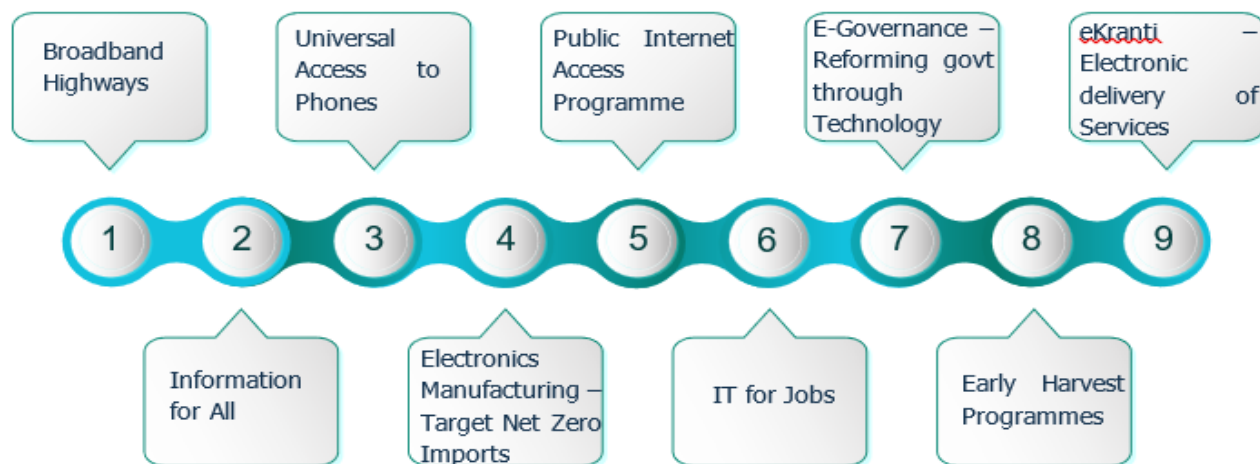 Broadband
Highways
Universal
Access to
Phones
Public Internet
Access
Programme
E-Governance –
Reforming govt
through
Technology
eKranti –
Electronic
delivery of
Services
1 2 3 4 5 6 7 8 9
Information
for All
Electronics
Manufacturing –
Target Net Zero
Imports
IT for Jobs
Early Harvest
Programmes